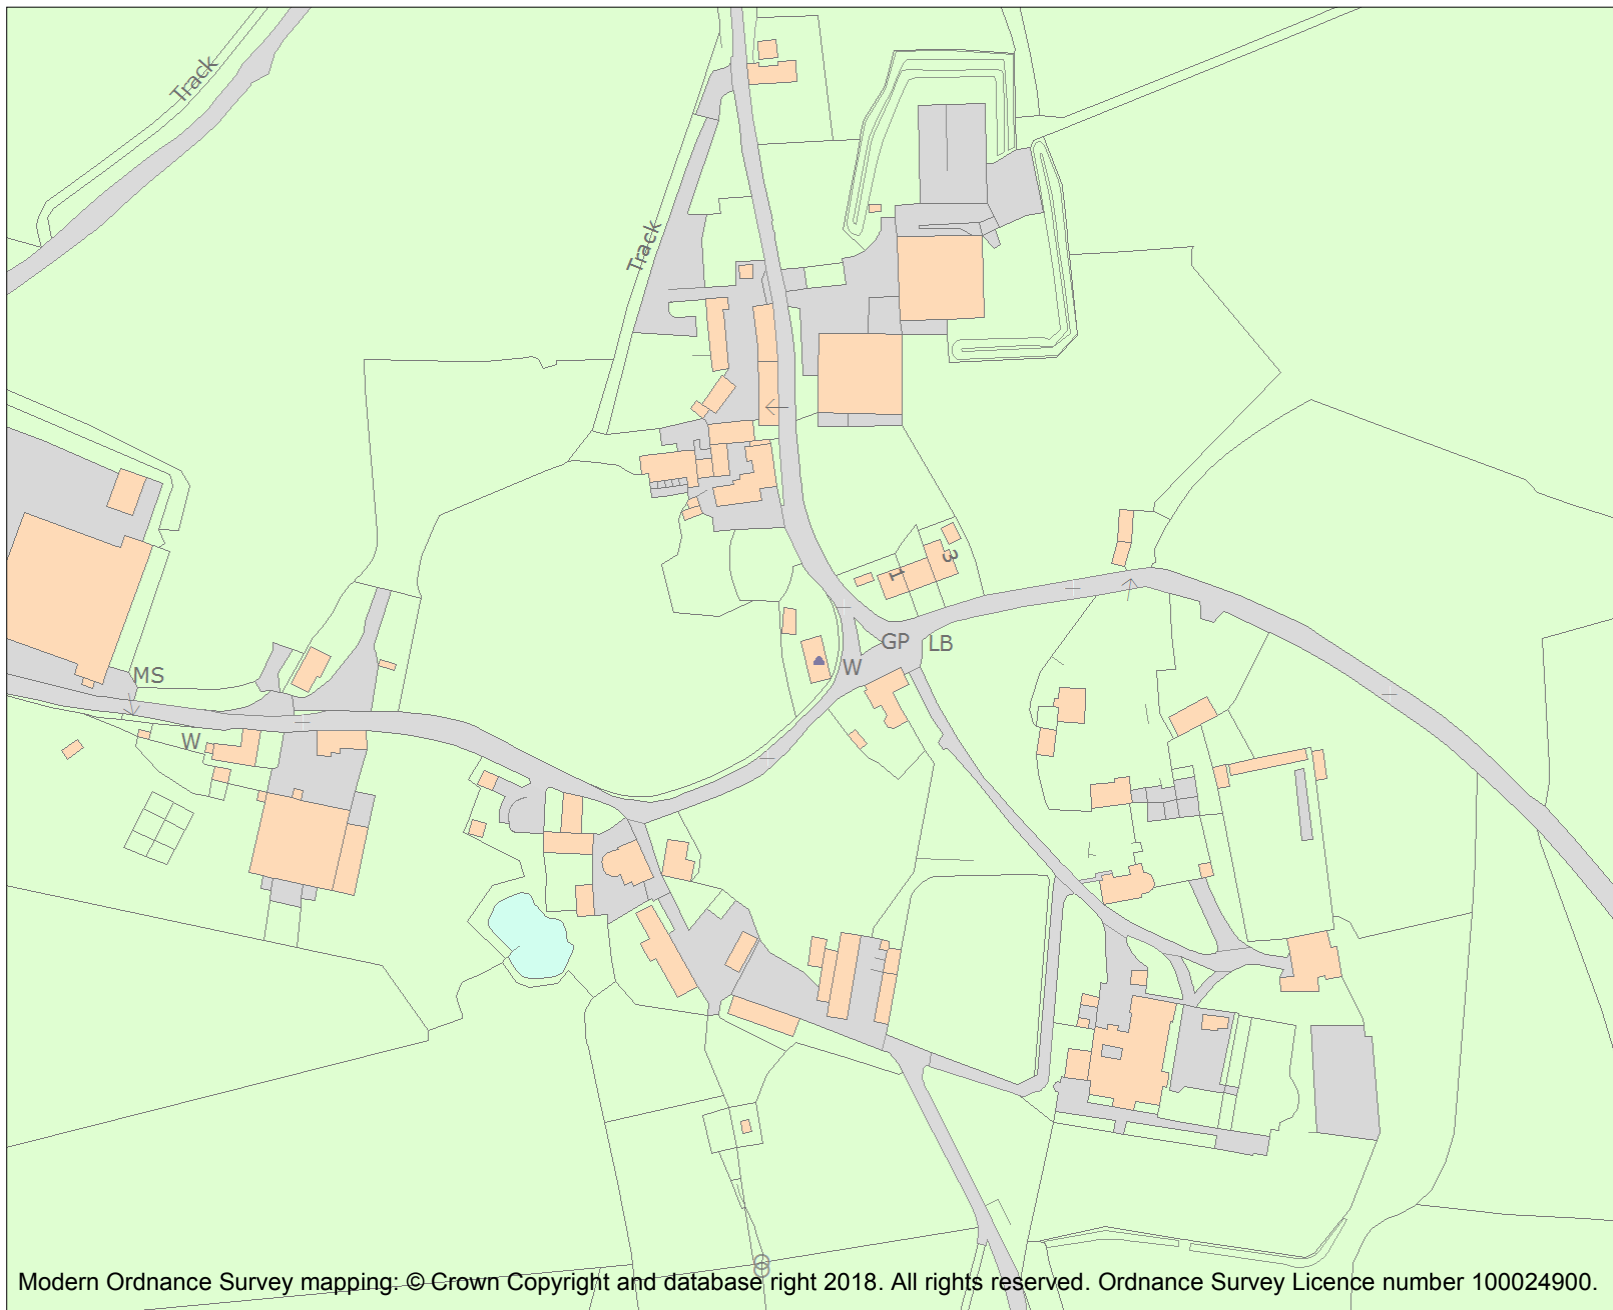 Track
Track
1
3
GP
LB
W
MS
W
Modern Ordnance Survey mapping: © Crown Copyright and database right 2018. All rights reserved. Ordnance Survey Licence number 100024900.